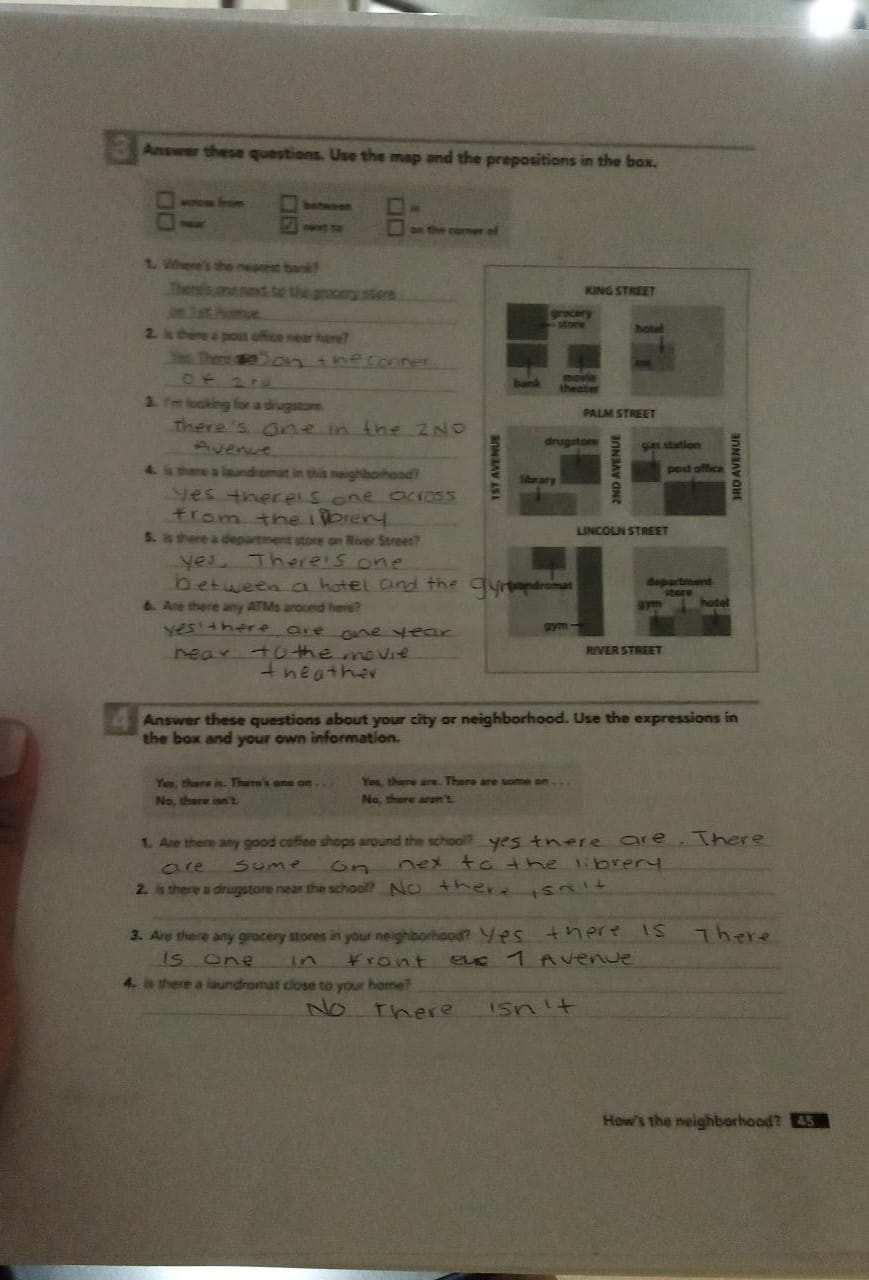 3 Answer these questions. Use the map and the prepositions in the box.
across from between in
near next to on the corner of
1. Where's the nearest bank?
There's one next to the grocery store
on 1st Avenue.
2. Is there a post office near here?
Yes. There on the corner
of
3. I'm looking for a drugstore.
There's one in the 2ND
Avenue
4. Is there a laundromat in this neighborhood?
Yes there is one across
from the
5. Is there a department store on River Street?
yes. There's one
between a hotel and the gym
6. Are there any ATMs around here?
yes there are one year
near to the movie
theather
KING STREET
grocery
store
hotel
bank
movie
theater
PALM STREET
1ST AVENUE
2ND AVENUE
3RD AVENUE
drugstore
gas station
library
post office
LINCOLN STREET
laundromat
department
store
gym
hotel
gym
RIVER STREET
4 Answer these questions about your city or neighborhood. Use the expressions in
the box and your own information.
Yes, there is. There's one on . . . Yes, there are. There are some on . . .
No, there isn't. No, there aren't.
1. Are there any good coffee shops around the school? yes there are. There
are some on nex to the librery
2. Is there a drugstore near the school? No there isn't
3. Are there any grocery stores in your neighborhood? Yes there is There
is one in front 1 Avenue
4. Is there a laundromat close to your home?
No There isn't
How's the neighborhood? 45